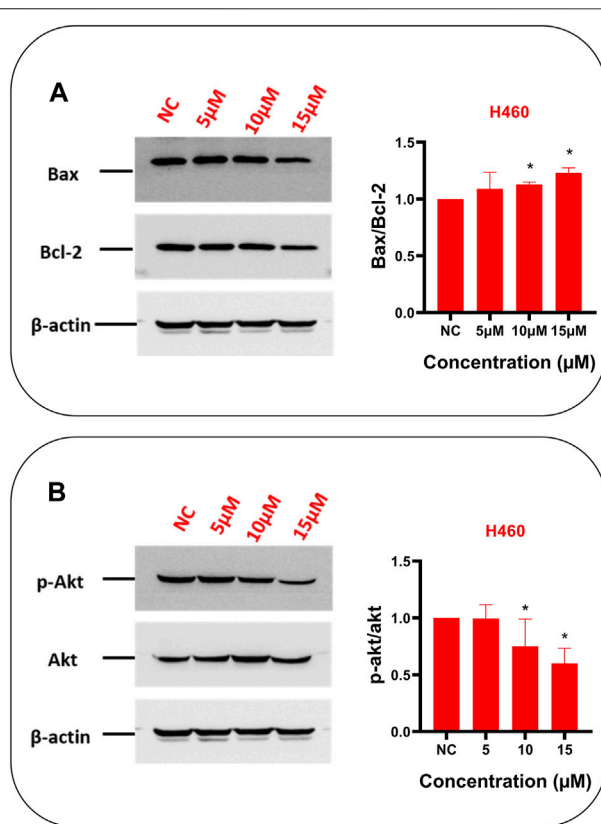 A
NC 5µM 10µM 15µM
Bax
Bcl-2
β-actin
H460
Bax/Bcl-2
1.5
1.0
0.5
0.0
* *
NC 5µM 10µM 15µM
Concentration (µM)
B
NC 5µM 10µM 15µM
p-Akt
Akt
β-actin
H460
p-akt/akt
1.5
1.0
0.5
0.0
* *
NC 5 10 15
Concentration (µM)